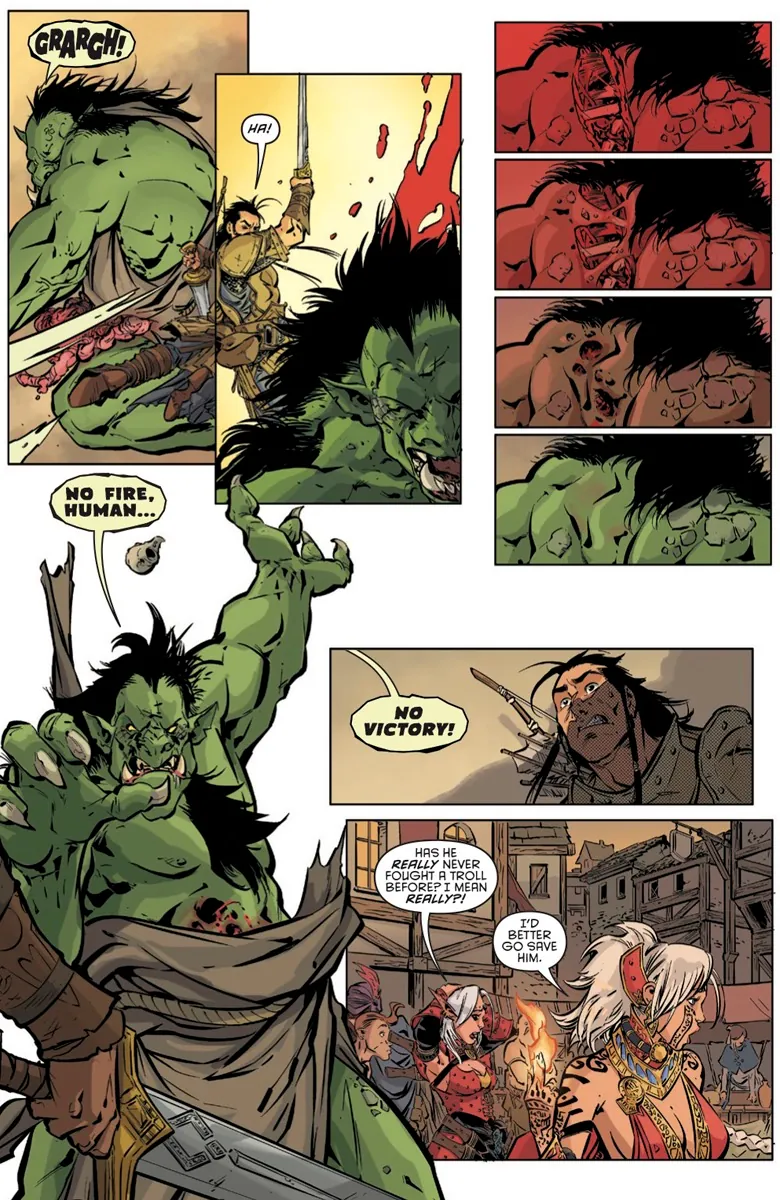 GRARGH!
HA!
NO FIRE,
HUMAN...
NO
VICTORY!
HAS HE
REALLY NEVER
FOUGHT A TROLL
BEFORE? I MEAN
REALLY?!
I'D
BETTER
GO SAVE
HIM.